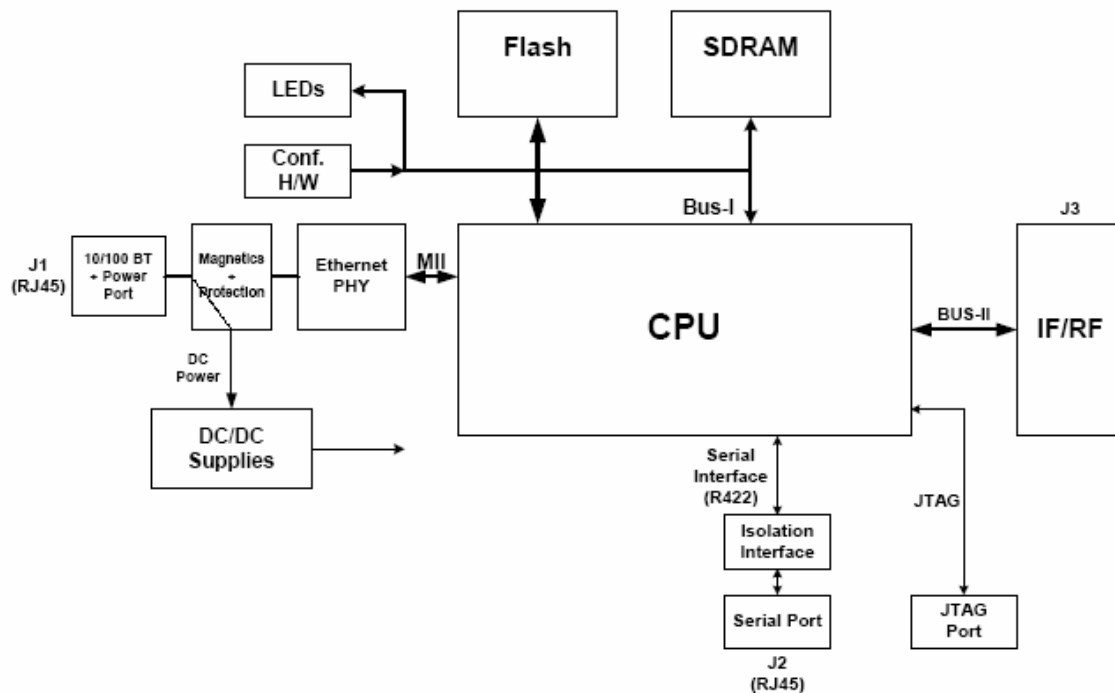 Flash
SDRAM
LEDs
Conf.
H/W
Bus-I
J3
J1
(RJ45)
10/100 BT
+ Power
Port
Magnetics
+
Protection
Ethernet
PHY
MII
CPU
BUS-II
IF/RF
DC
Power
DC/DC
Supplies
Serial
Interface
(R422)
JTAG
Isolation
Interface
Serial Port
JTAG
Port
J2
(RJ45)